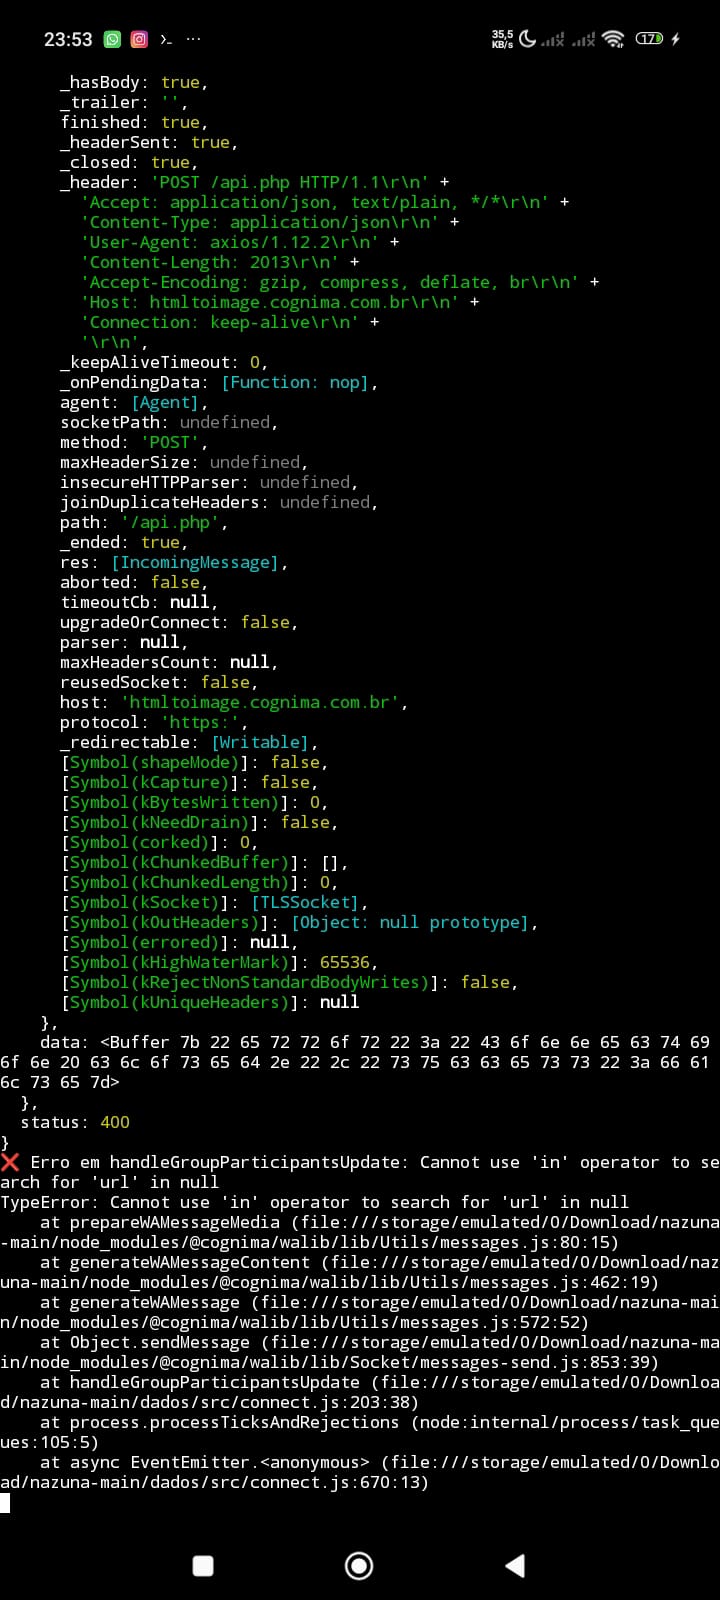 23:53
35,5 KB/s
17
_hasBody: true,
_trailer: '',
finished: true,
_headerSent: true,
_closed: true,
_header: 'POST /api.php HTTP/1.1\r\n' +
'Accept: application/json, text/plain, */*\r\n' +
'Content-Type: application/json\r\n' +
'User-Agent: axios/1.12.2\r\n' +
'Content-Length: 2013\r\n' +
'Accept-Encoding: gzip, compress, deflate, br\r\n' +
'Host: htmltoimage.cognima.com.br\r\n' +
'Connection: keep-alive\r\n' +
'\r\n',
_keepAliveTimeout: 0,
_onPendingData: [Function: nop],
agent: [Agent],
socketPath: undefined,
method: 'POST',
maxHeaderSize: undefined,
insecureHTTPParser: undefined,
joinDuplicateHeaders: undefined,
path: '/api.php',
_ended: true,
res: [IncomingMessage],
aborted: false,
timeoutCb: null,
upgradeOrConnect: false,
parser: null,
maxHeadersCount: null,
reusedSocket: false,
host: 'htmltoimage.cognima.com.br',
protocol: 'https:',
_redirectable: [Writable],
[Symbol(shapeMode)]: false,
[Symbol(kCapture)]: false,
[Symbol(kBytesWritten)]: 0,
[Symbol(kNeedDrain)]: false,
[Symbol(corked)]: 0,
[Symbol(kChunkedBuffer)]: [],
[Symbol(kChunkedLength)]: 0,
[Symbol(kSocket)]: [TLSSocket],
[Symbol(kOutHeaders)]: [Object: null prototype],
[Symbol(errored)]: null,
[Symbol(kHighWaterMark)]: 65536,
[Symbol(kRejectNonStandardBodyWrites)]: false,
[Symbol(kUniqueHeaders)]: null
},
data: <Buffer 7b 22 65 72 72 6f 72 22 3a 22 43 6f 6e 6e 65 63 74 69
6f 6e 20 63 6c 6f 73 65 64 2e 22 2c 22 73 75 63 63 65 73 73 22 3a 66 61
6c 73 65 7d>
},
status: 400
}
❌ Erro em handleGroupParticipantsUpdate: Cannot use 'in' operator to se
arch for 'url' in null
TypeError: Cannot use 'in' operator to search for 'url' in null
at prepareWAMessageMedia (file:///storage/emulated/0/Download/nazuna
-main/node_modules/@cognima/walib/lib/Utils/messages.js:80:15)
at generateWAMessageContent (file:///storage/emulated/0/Download/naz
una-main/node_modules/@cognima/walib/lib/Utils/messages.js:462:19)
at generateWAMessage (file:///storage/emulated/0/Download/nazuna-mai
n/node_modules/@cognima/walib/lib/Utils/messages.js:572:52)
at Object.sendMessage (file:///storage/emulated/0/Download/nazuna-ma
in/node_modules/@cognima/walib/lib/Socket/messages-send.js:853:39)
at handleGroupParticipantsUpdate (file:///storage/emulated/0/Downloa
d/nazuna-main/dados/src/connect.js:203:38)
at process.processTicksAndRejections (node:internal/process/task_que
ues:105:5)
at async EventEmitter.<anonymous> (file:///storage/emulated/0/Downlo
ad/nazuna-main/dados/src/connect.js:670:13)